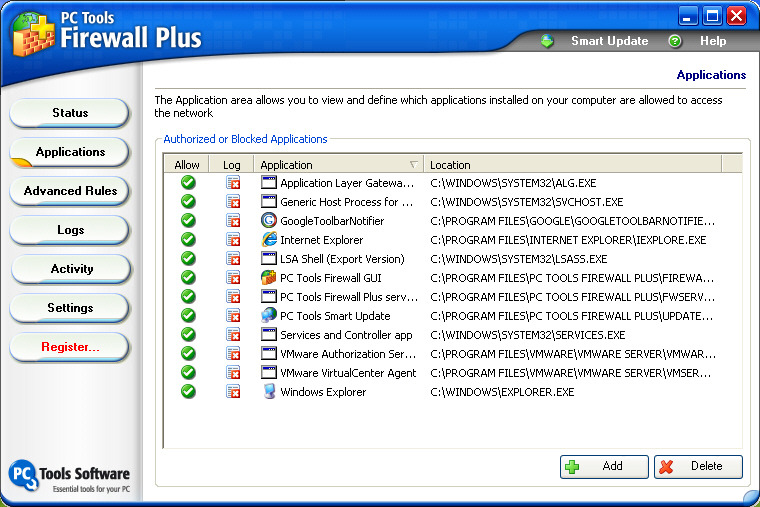 PC Tools
Firewall Plus
Smart Update Help
Applications
Status
Applications
Advanced Rules
Logs
Activity
Settings
Register...
The Application area allows you to view and define which applications installed on your computer are allowed to access
the network
Authorized or Blocked Applications
Allow Log Application Location
Application Layer Gatewa... C:\WINDOWS\SYSTEM32\ALG.EXE
Generic Host Process for ... C:\WINDOWS\SYSTEM32\SVCHOST.EXE
GoogleToolbarNotifier C:\PROGRAM FILES\GOOGLE\GOOGLETOOLBARNOTIFIE...
Internet Explorer C:\PROGRAM FILES\INTERNET EXPLORER\IEXPLORE.EXE
LSA Shell (Export Version) C:\WINDOWS\SYSTEM32\LSASS.EXE
PC Tools Firewall GUI C:\PROGRAM FILES\PC TOOLS FIREWALL PLUS\FIREWA...
PC Tools Firewall Plus serv... C:\PROGRAM FILES\PC TOOLS FIREWALL PLUS\FWSERV...
PC Tools Smart Update C:\PROGRAM FILES\PC TOOLS FIREWALL PLUS\UPDATE...
Services and Controller app C:\WINDOWS\SYSTEM32\SERVICES.EXE
VMware Authorization Ser... C:\PROGRAM FILES\VMWARE\VMWARE SERVER\VMWAR...
VMware VirtualCenter Agent C:\PROGRAM FILES\VMWARE\VMWARE SERVER\VMSER...
Windows Explorer C:\WINDOWS\EXPLORER.EXE
Add Delete
PC Tools Software
Essential tools for your PC